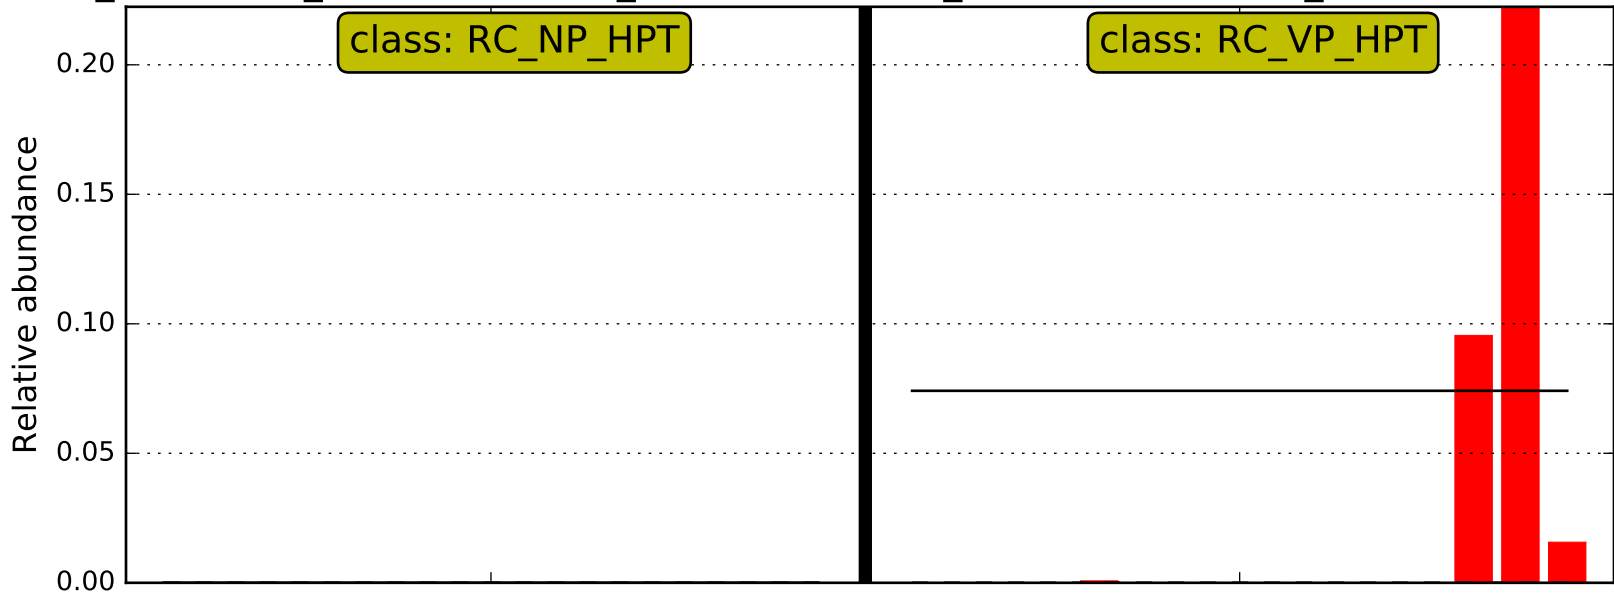 class: RC_NP_HPT
class: RC_VP_HPT
0.20
0.15
0.10
0.05
0.00
Relative abundance